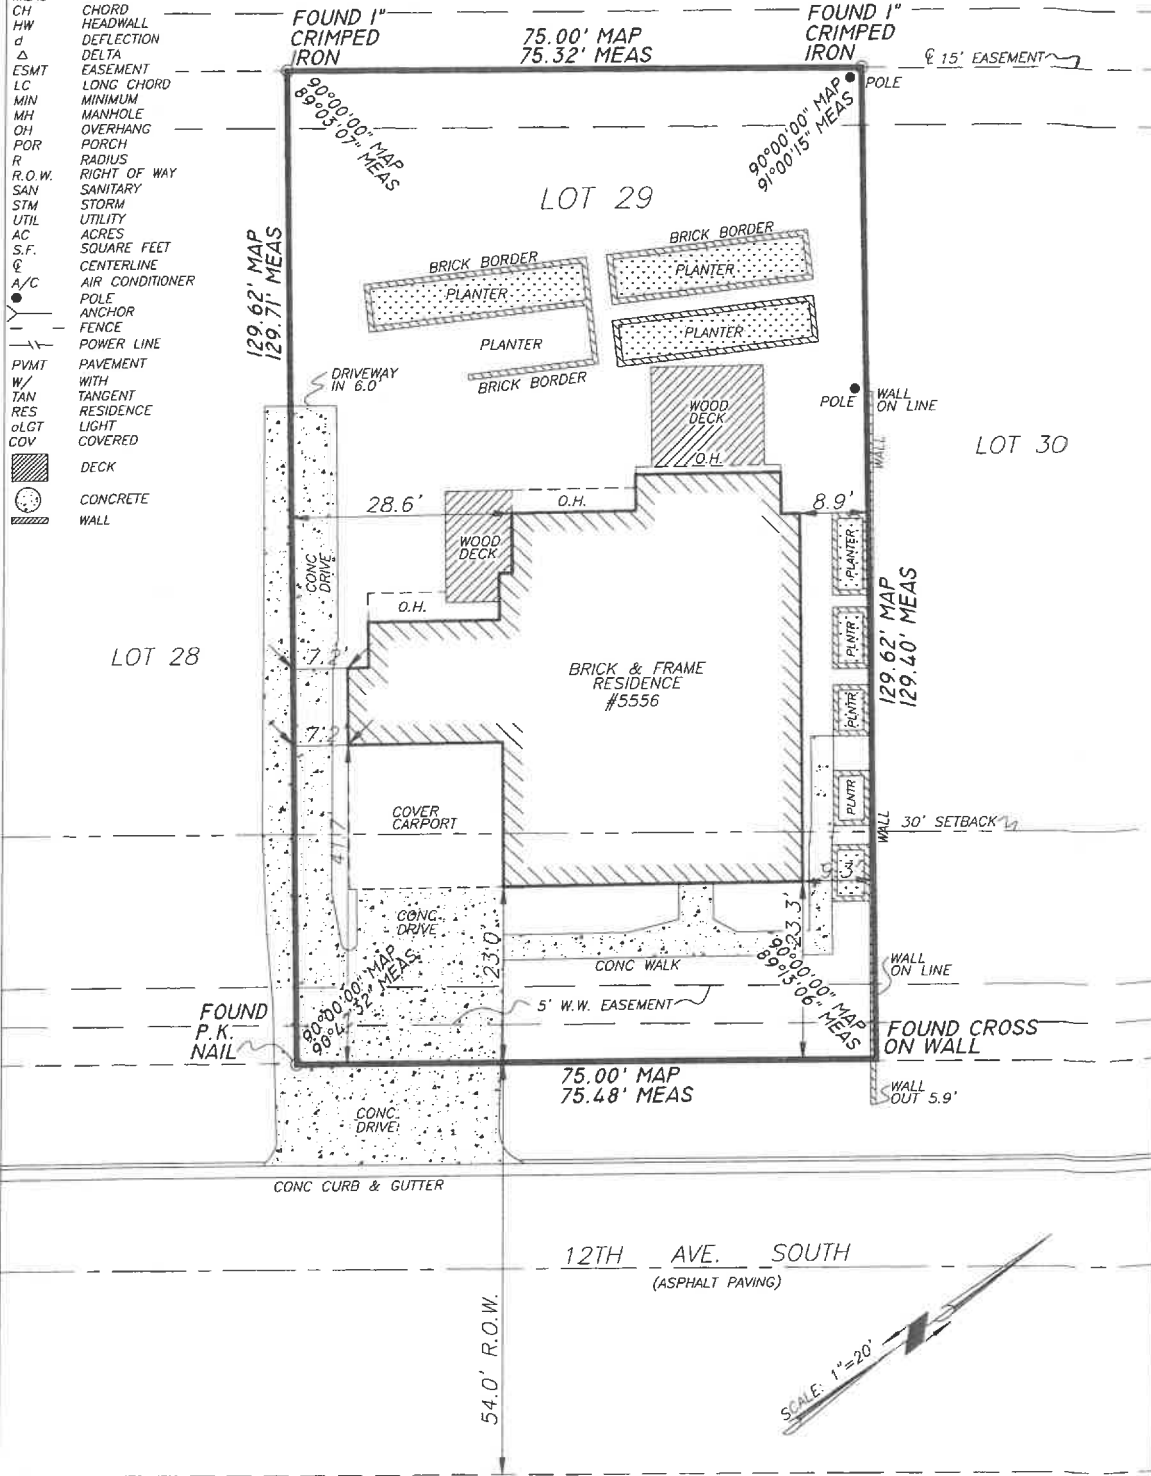 CH CHORD
HW HEADWALL
d DEFLECTION
Δ DELTA
ESMT EASEMENT
LC LONG CHORD
MIN MINIMUM
MH MANHOLE
OH OVERHANG
POR PORCH
R RADIUS
R.O.W. RIGHT OF WAY
SAN SANITARY
STM STORM
UTIL UTILITY
AC ACRES
S.F. SQUARE FEET
℄ CENTERLINE
A/C AIR CONDITIONER
POLE
ANCHOR
FENCE
POWER LINE
PVMT PAVEMENT
W/ WITH
TAN TANGENT
RES RESIDENCE
oLGT LIGHT
COV COVERED
DECK
CONCRETE
WALL
FOUND 1"
CRIMPED
IRON
75.00' MAP
75.32' MEAS
FOUND 1"
CRIMPED
IRON
℄ 15' EASEMENT
POLE
90°00'00" MAP
89°03'07" MEAS
90°00'00" MAP
91°00'15" MEAS
LOT 29
129.62' MAP
129.71' MEAS
BRICK BORDER
PLANTER
BRICK BORDER
PLANTER
PLANTER
PLANTER
BRICK BORDER
DRIVEWAY
IN 6.0'
WOOD
DECK
O.H.
POLE
WALL
ON LINE
WALL
LOT 30
28.6'
O.H.
8.9'
WOOD
DECK
CONC
DRIVE
O.H.
PLANTER
PLNTR
129.62' MAP
129.40' MEAS
LOT 28
7.2'
BRICK & FRAME
RESIDENCE
#5556
PLNTR
7.2'
PLNTR
COVER
CARPORT
41.7'
WALL
30' SETBACK
9.3'
CONC
DRIVE
23.0'
23.3'
CONC WALK
90°00'00" MAP
89°13'06" MEAS
WALL
ON LINE
90°00'00" MAP
MEAS
5' W.W. EASEMENT
FOUND
P.K.
NAIL
FOUND CROSS
ON WALL
75.00' MAP
75.48' MEAS
WALL
OUT 5.9'
CONC
DRIVE
CONC CURB & GUTTER
12TH AVE. SOUTH
(ASPHALT PAVING)
54.0' R.O.W.
SCALE: 1"=20'